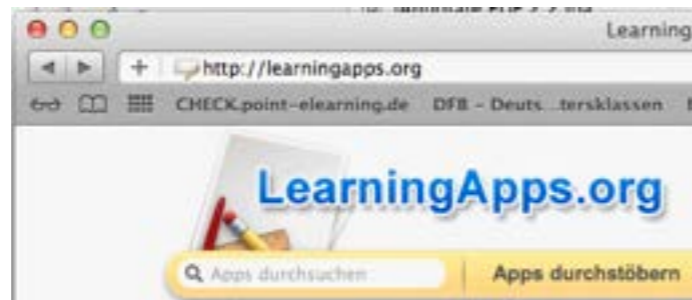 Learning
http://learningapps.org
CHECK.point-elearning.de DFB - Deuts...tersklassen
LearningApps.org
Apps durchsuchen Apps durchstöbern